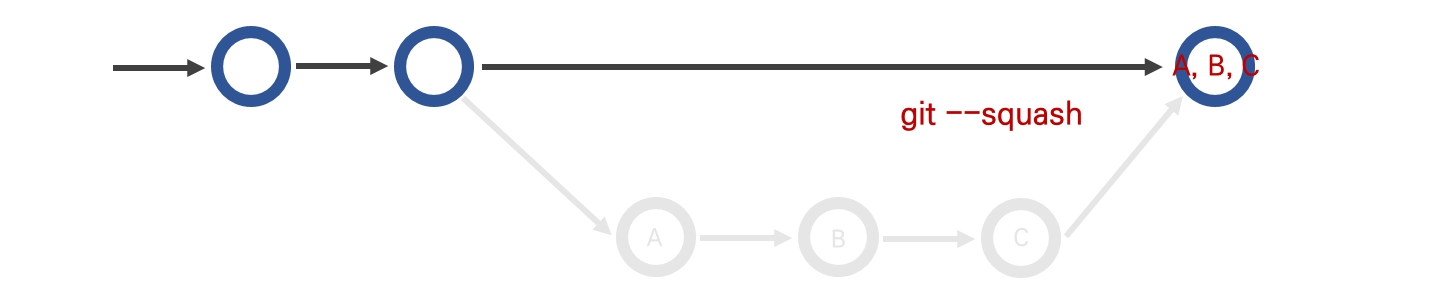 A, B, C
git --squash
A
B
C